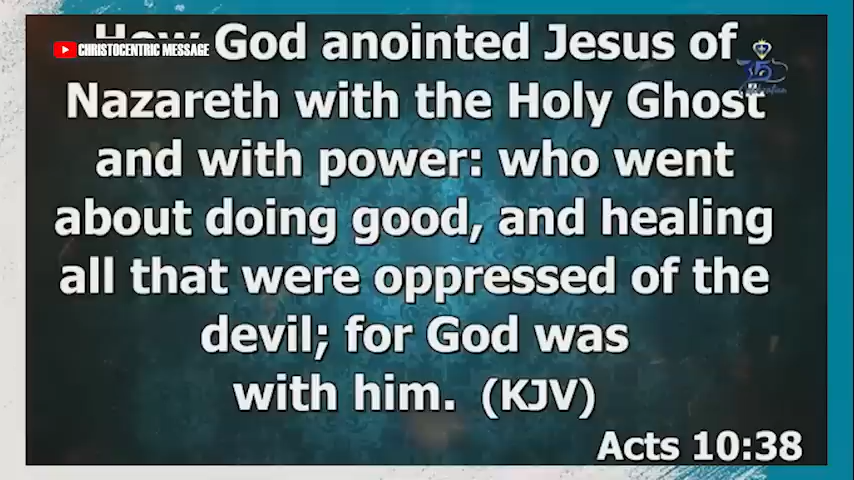 CHRISTOCENTRIC MESSAGE
How God anointed Jesus of
Nazareth with the Holy Ghost
and with power: who went
about doing good, and healing
all that were oppressed of the
devil; for God was
with him. (KJV)
Acts 10:38